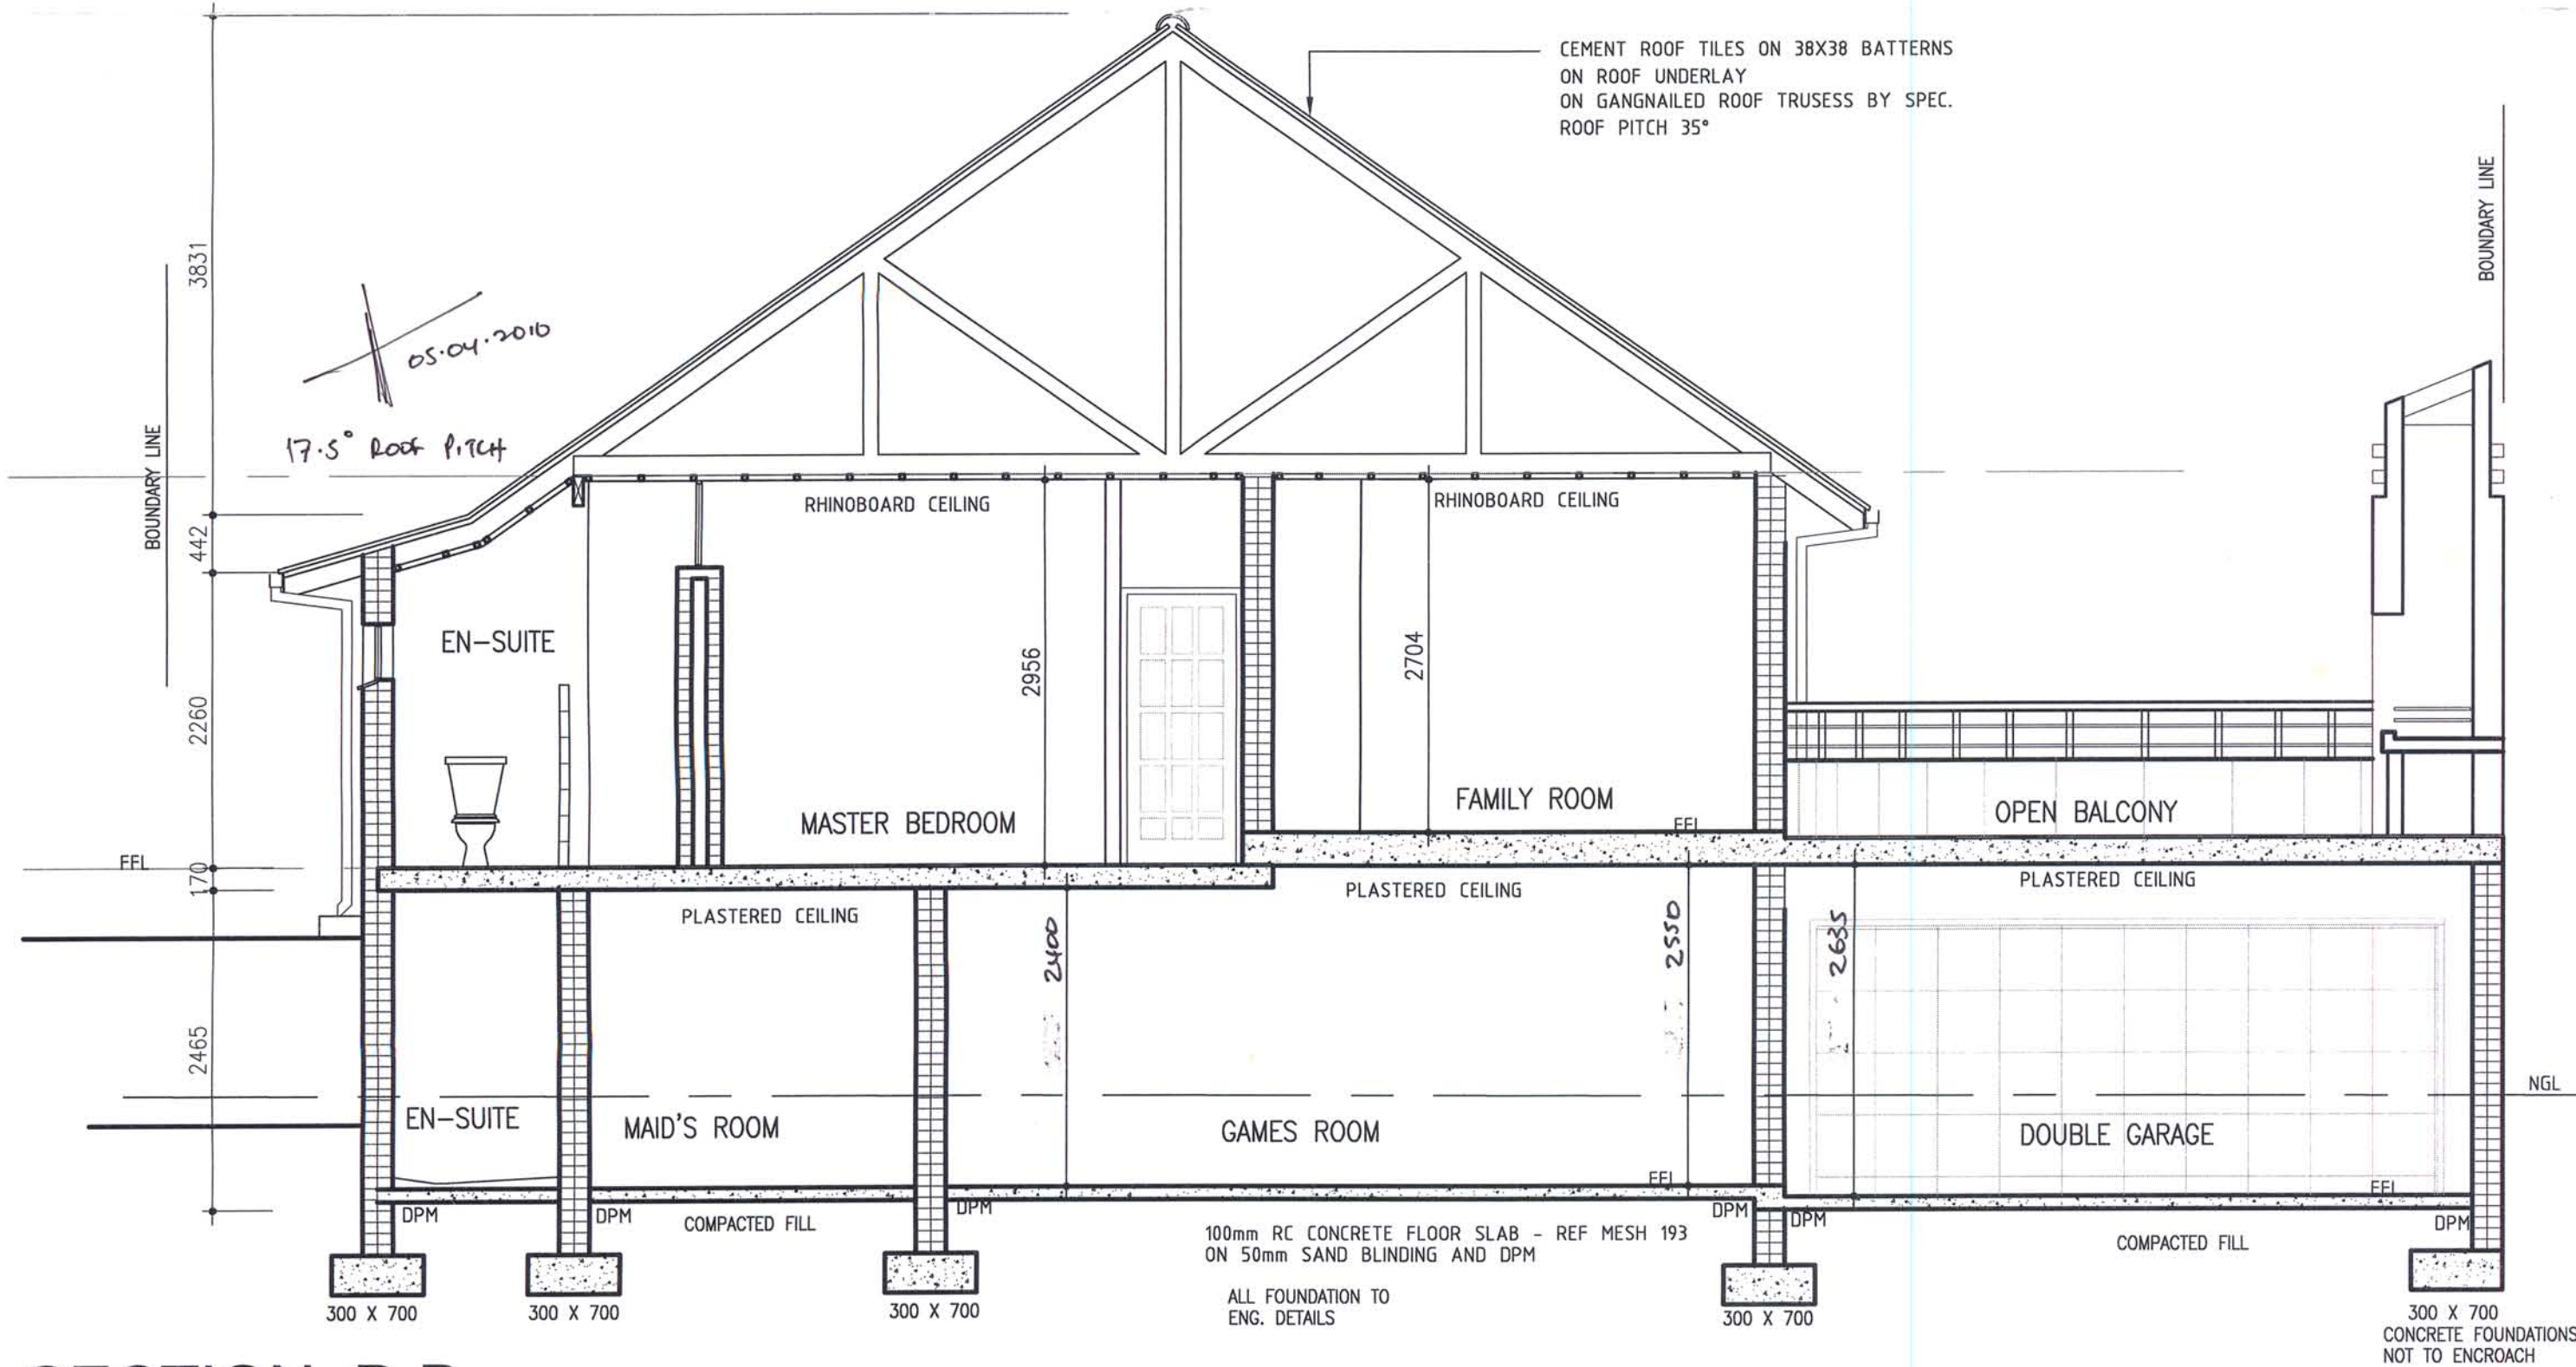 CEMENT ROOF TILES ON 38X38 BATTERNS
ON ROOF UNDERLAY
ON GANGNAILED ROOF TRUSESS BY SPEC.
ROOF PITCH 35°
BOUNDARY LINE
3831
05.04.2010
17.5° ROOF PITCH
BOUNDARY LINE
442
RHINOBOARD CEILING
RHINOBOARD CEILING
EN-SUITE
2956
2704
2260
MASTER BEDROOM
FAMILY ROOM
FFL
OPEN BALCONY
FFL
170
PLASTERED CEILING
PLASTERED CEILING
PLASTERED CEILING
2400
2550
2635
2465
NGL
EN-SUITE
MAID'S ROOM
GAMES ROOM
DOUBLE GARAGE
FFL
FFL
DPM
DPM
COMPACTED FILL
DPM
DPM
DPM
DPM
COMPACTED FILL
100mm RC CONCRETE FLOOR SLAB - REF MESH 193
ON 50mm SAND BLINDING AND DPM
ALL FOUNDATION TO
ENG. DETAILS
300 X 700
300 X 700
300 X 700
300 X 700
300 X 700
CONCRETE FOUNDATIONS
NOT TO ENCROACH